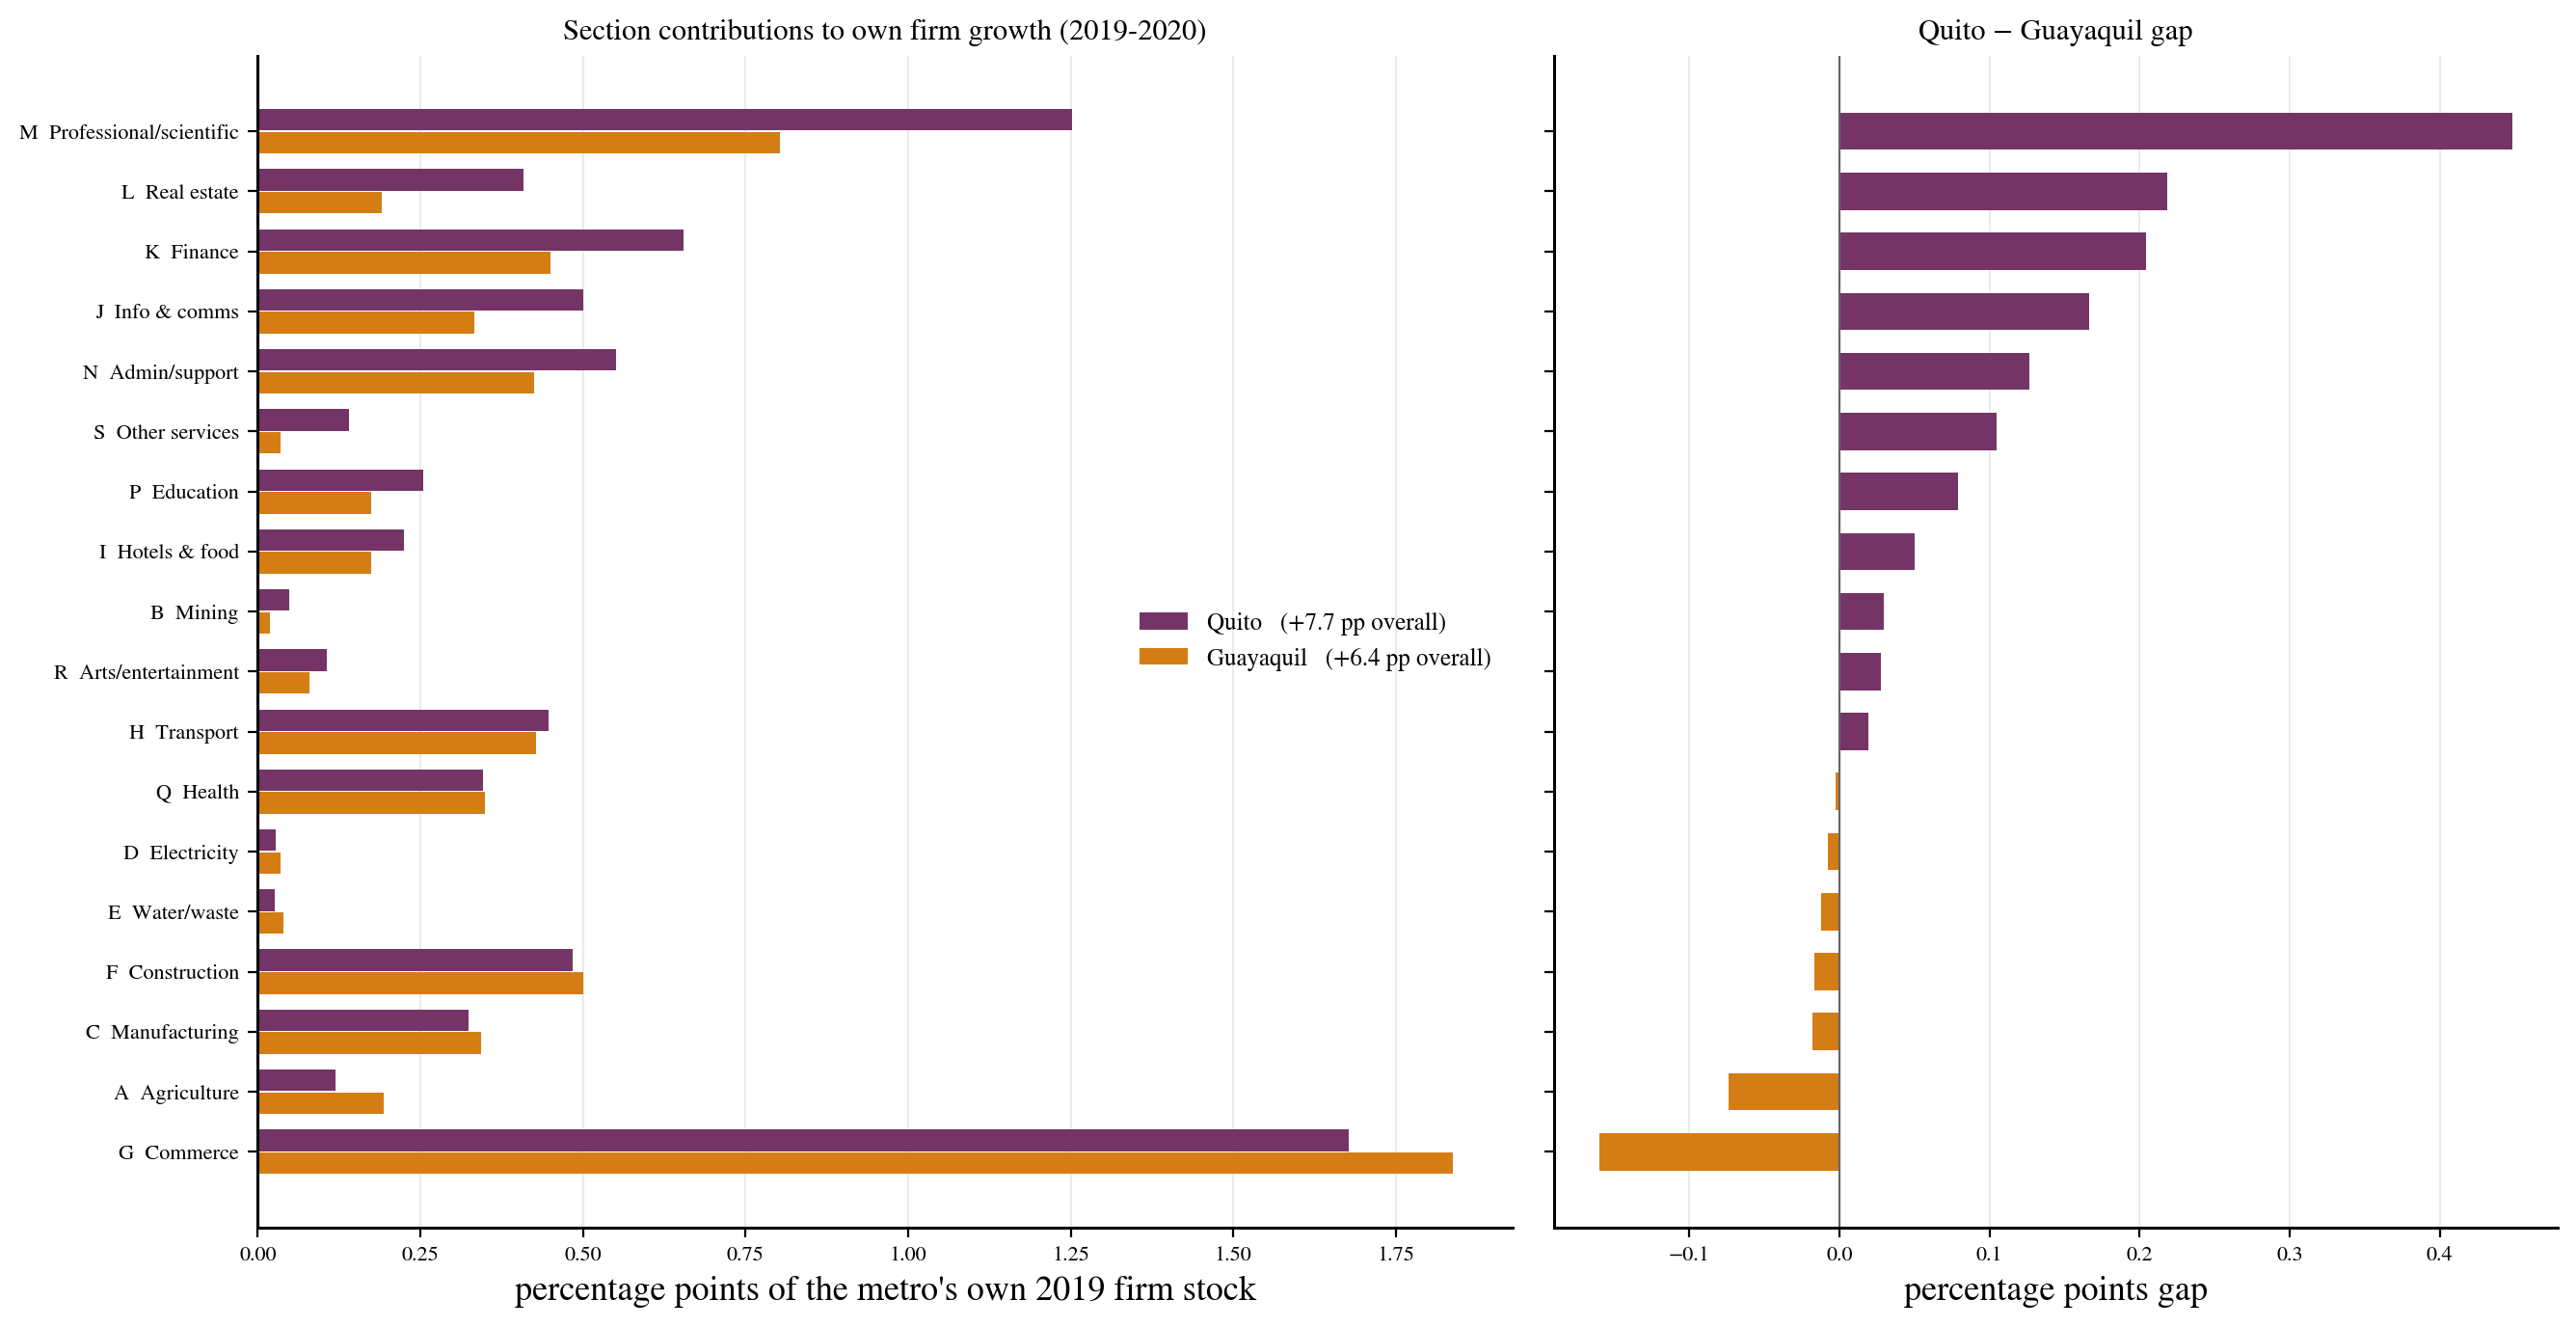 Section contributions to own firm growth (2019-2020)
M Professional/scientific
L Real estate
K Finance
J Info & comms
N Admin/support
S Other services
P Education
I Hotels & food
B Mining
R Arts/entertainment
H Transport
Q Health
D Electricity
E Water/waste
F Construction
C Manufacturing
A Agriculture
G Commerce
Quito (+7.7 pp overall)
Guayaquil (+6.4 pp overall)
0.00 0.25 0.50 0.75 1.00 1.25 1.50 1.75
percentage points of the metro's own 2019 firm stock
Quito − Guayaquil gap
−0.1 0.0 0.1 0.2 0.3 0.4
percentage points gap